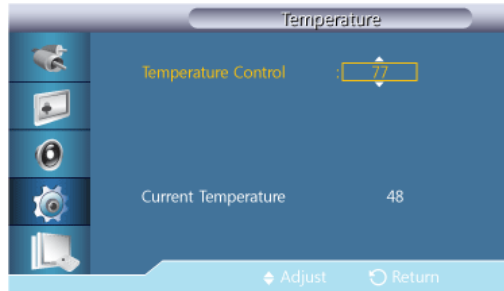 Temperature
Temperature Control : 77
Current Temperature 48
Adjust Return